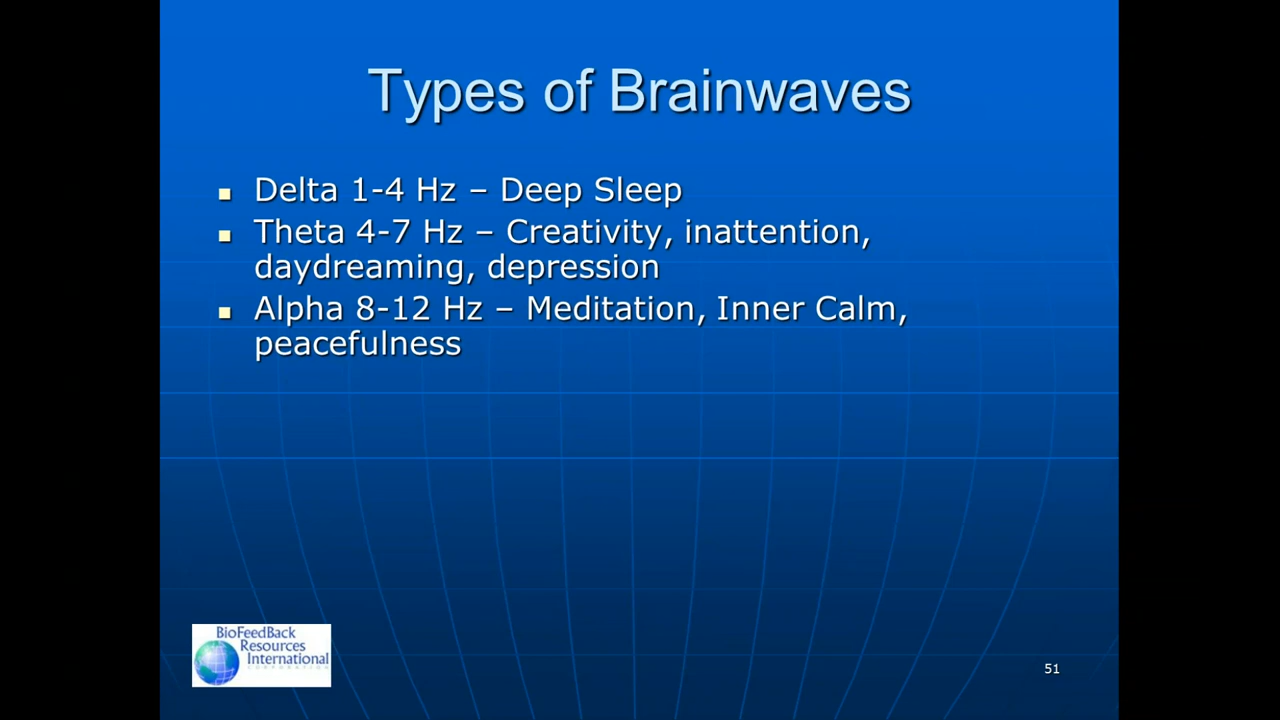 Types of Brainwaves
Delta 1-4 Hz – Deep Sleep
Theta 4-7 Hz – Creativity, inattention,
daydreaming, depression
Alpha 8-12 Hz – Meditation, Inner Calm,
peacefulness
BioFeedBack
Resources
International
CORPORATION
51